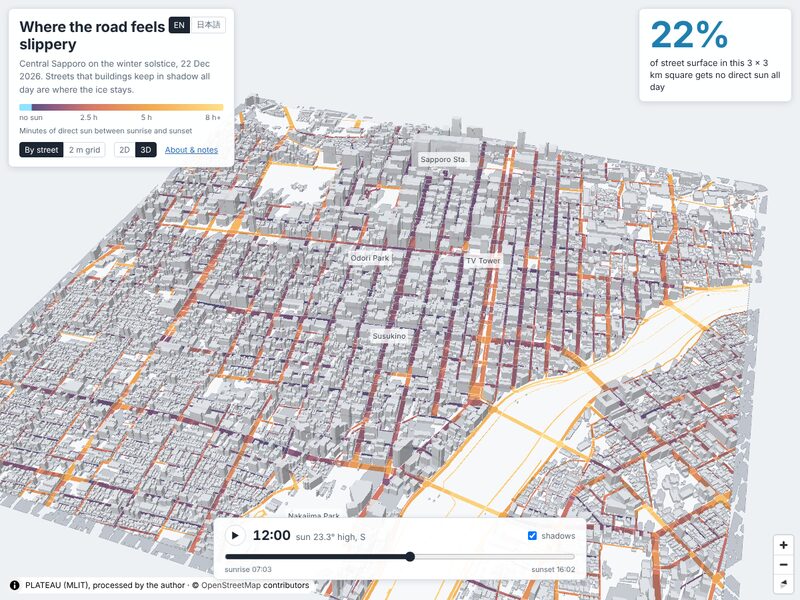 Where the road feels slippery
EN
日本語
Central Sapporo on the winter solstice, 22 Dec
2026. Streets that buildings keep in shadow all
day are where the ice stays.
no sun
2.5 h
5 h
8 h+
Minutes of direct sun between sunrise and sunset
By street
2 m grid
2D
3D
About & notes
22%
of street surface in this 3 × 3
km square gets no direct sun all
day
Sapporo Sta.
Odori Park
TV Tower
Susukino
Nakajima Park
12:00
sun 23.3° high, S
shadows
sunrise 07:03
sunset 16:02
PLATEAU (MLIT), processed by the author · © OpenStreetMap contributors